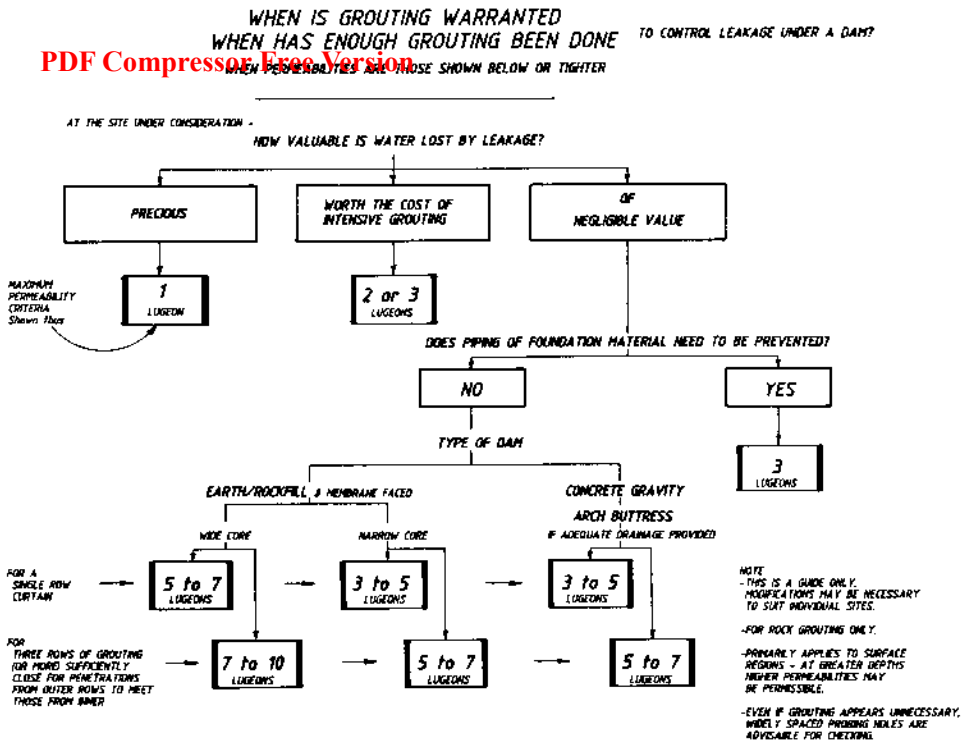 WHEN IS GROUTING WARRANTED
WHEN HAS ENOUGH GROUTING BEEN DONE
TO CONTROL LEAKAGE UNDER A DAM?
PDF Compressor Free Version
WHEN PERMEABILITIES ARE THOSE SHOWN BELOW OR TIGHTER
AT THE SITE UNDER CONSIDERATION -
HOW VALUABLE IS WATER LOST BY LEAKAGE?
PRECIOUS
WORTH THE COST OF
INTENSIVE GROUTING
OF
NEGLIGIBLE VALUE
MAXIMUM
PERMEABILITY
CRITERIA
Shown thus
1
LUGEON
2 or 3
LUGEONS
DOES PIPING OF FOUNDATION MATERIAL NEED TO BE PREVENTED?
NO
YES
TYPE OF DAM
3
LUGEONS
EARTH/ROCKFILL & MEMBRANE FACED
CONCRETE GRAVITY
ARCH BUTTRESS
IF ADEQUATE DRAINAGE PROVIDED
WIDE CORE
NARROW CORE
FOR A
SINGLE ROW
CURTAIN
5 to 7
LUGEONS
3 to 5
LUGEONS
3 to 5
LUGEONS
FOR
THREE ROWS OF GROUTING
(OR MORE) SUFFICIENTLY
CLOSE FOR PENETRATIONS
FROM OUTER ROWS TO MEET
THOSE FROM INNER
7 to 10
LUGEONS
5 to 7
LUGEONS
5 to 7
LUGEONS
NOTE
-THIS IS A GUIDE ONLY.
MODIFICATIONS MAY BE NECESSARY
TO SUIT INDIVIDUAL SITES.
-FOR ROCK GROUTING ONLY.
-PRIMARILY APPLIES TO SURFACE
REGIONS - AT GREATER DEPTHS
HIGHER PERMEABILITIES MAY
BE PERMISSIBLE.
-EVEN IF GROUTING APPEARS UNNECESSARY,
WIDELY SPACED PROBING HOLES ARE
ADVISABLE FOR CHECKING.